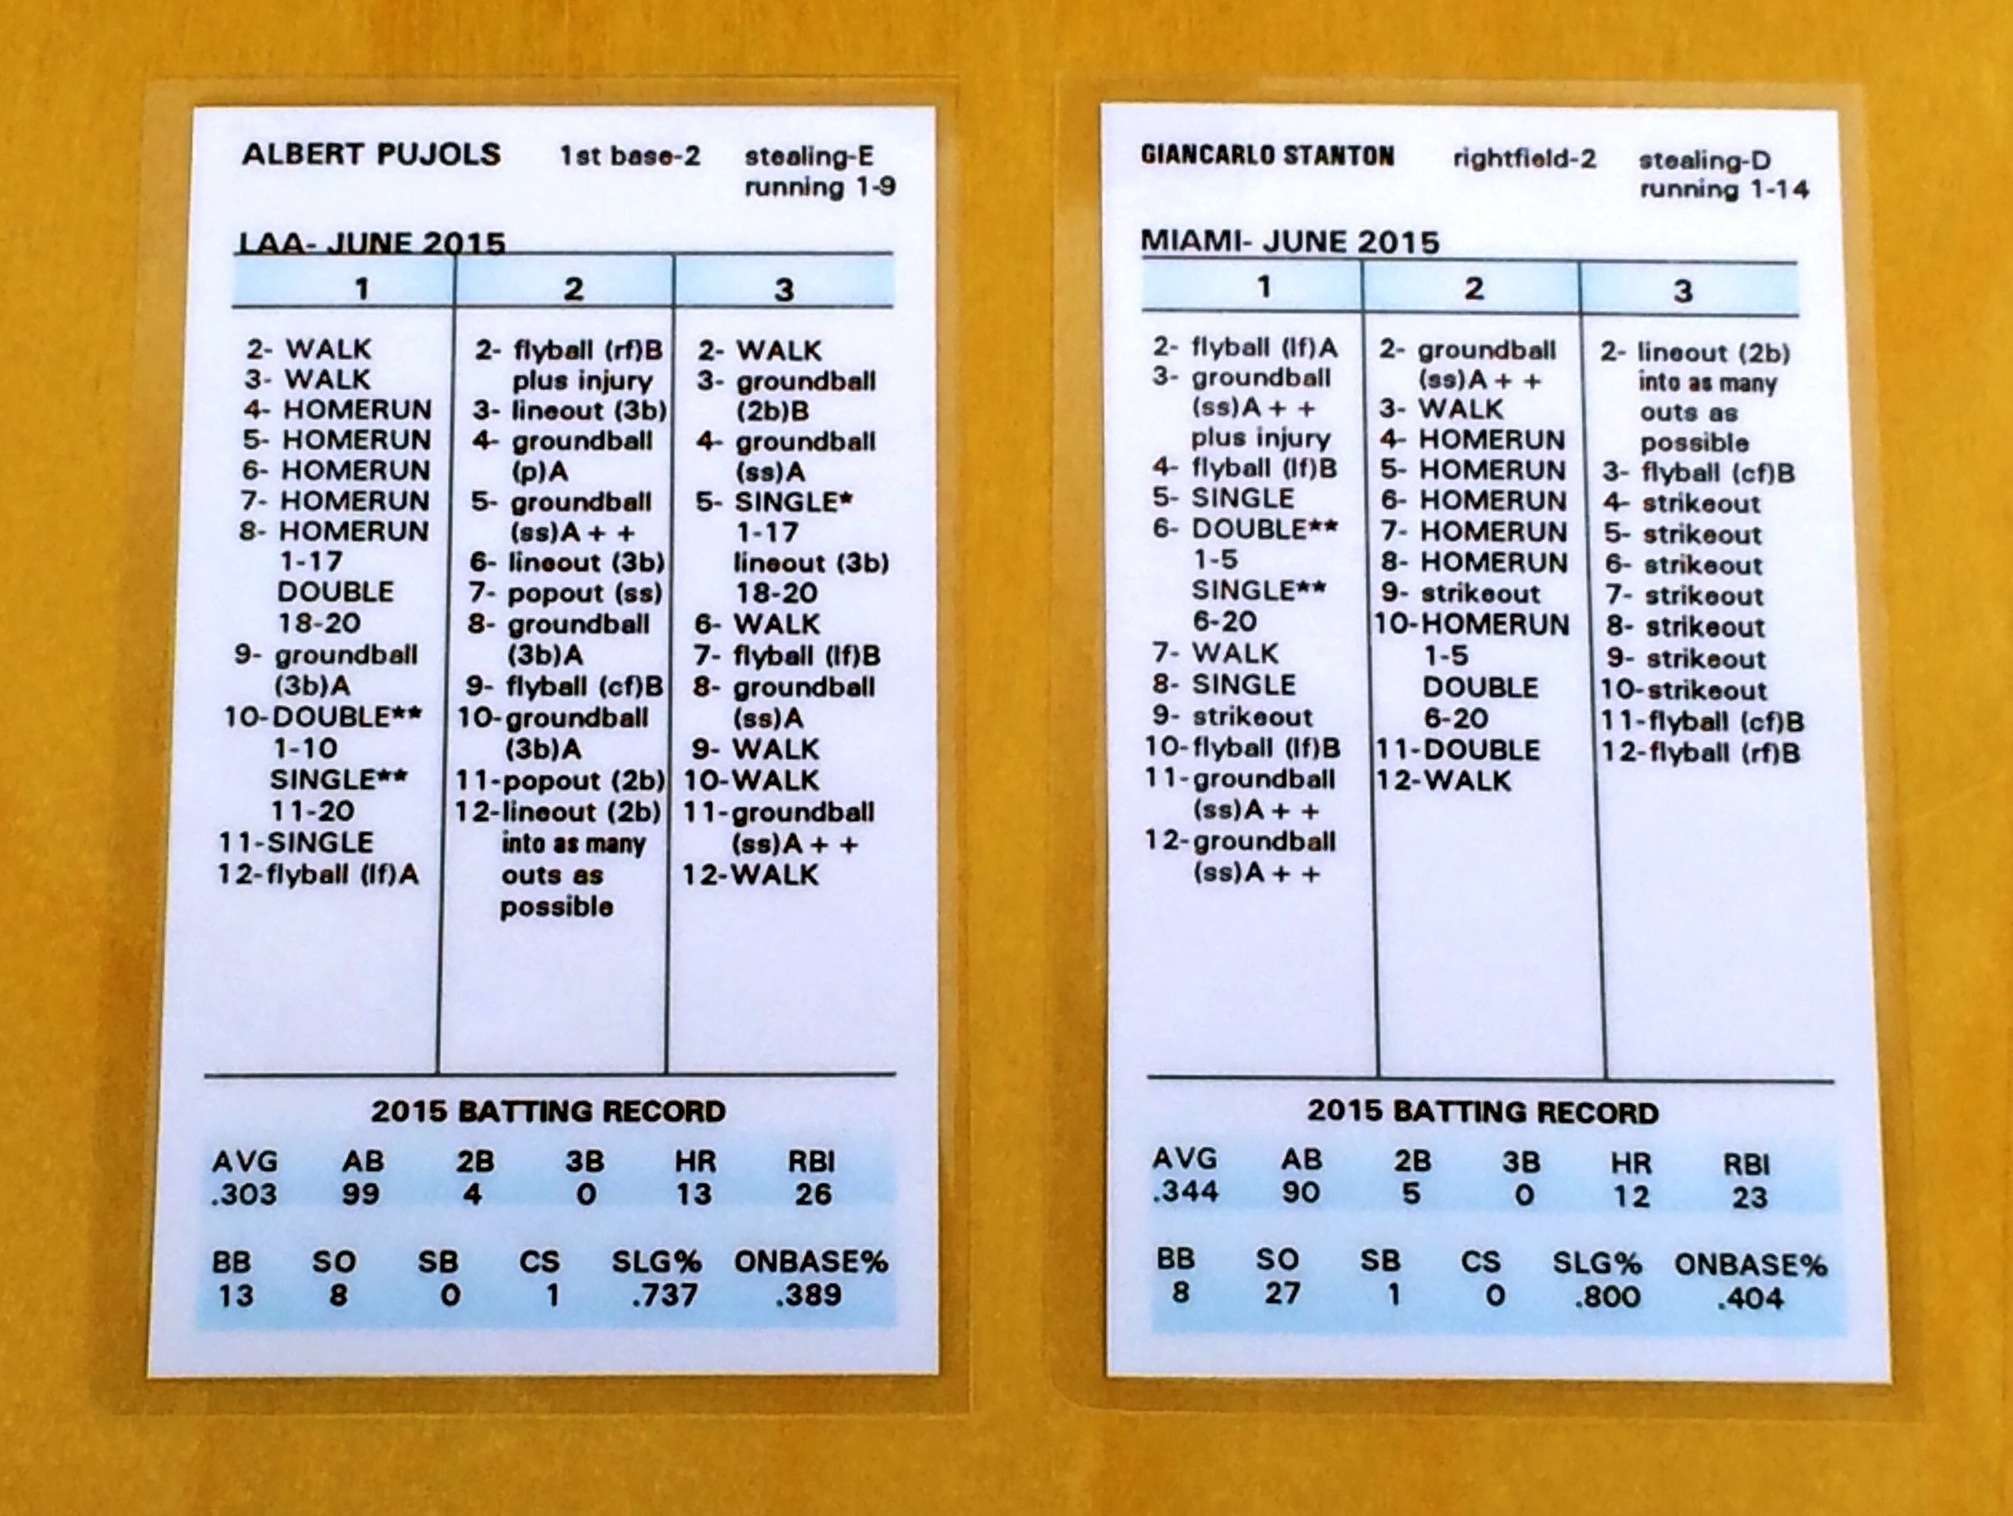 ALBERT PUJOLS 1st base-2 stealing-E
running 1-9
LAA- JUNE 2015
1 2 3
2- WALK
3- WALK
4- HOMERUN
5- HOMERUN
6- HOMERUN
7- HOMERUN
8- HOMERUN
1-17
DOUBLE
18-20
9- groundball
(3b)A
10-DOUBLE**
1-10
SINGLE**
11-20
11-SINGLE
12-flyball (lf)A
2- flyball (rf)B
plus injury
3- lineout (3b)
4- groundball
(p)A
5- groundball
(ss)A + +
6- lineout (3b)
7- popout (ss)
8- groundball
(3b)A
9- flyball (cf)B
10-groundball
(3b)A
11-popout (2b)
12-lineout (2b)
into as many
outs as
possible
2- WALK
3- groundball
(2b)B
4- groundball
(ss)A
5- SINGLE*
1-17
lineout (3b)
18-20
6- WALK
7- flyball (lf)B
8- groundball
(ss)A
9- WALK
10-WALK
11-groundball
(ss)A + +
12-WALK
2015 BATTING RECORD
AVG AB 2B 3B HR RBI
.303 99 4 0 13 26
BB SO SB CS SLG% ONBASE%
13 8 0 1 .737 .389
GIANCARLO STANTON rightfield-2 stealing-D
running 1-14
MIAMI- JUNE 2015
1 2 3
2- flyball (lf)A
3- groundball
(ss)A + +
plus injury
4- flyball (lf)B
5- SINGLE
6- DOUBLE**
1-5
SINGLE**
6-20
7- WALK
8- SINGLE
9- strikeout
10-flyball (lf)B
11-groundball
(ss)A + +
12-groundball
(ss)A + +
2- groundball
(ss)A + +
3- WALK
4- HOMERUN
5- HOMERUN
6- HOMERUN
7- HOMERUN
8- HOMERUN
9- strikeout
10-HOMERUN
1-5
DOUBLE
6-20
11-DOUBLE
12-WALK
2- lineout (2b)
into as many
outs as
possible
3- flyball (cf)B
4- strikeout
5- strikeout
6- strikeout
7- strikeout
8- strikeout
9- strikeout
10-strikeout
11-flyball (cf)B
12-flyball (rf)B
2015 BATTING RECORD
AVG AB 2B 3B HR RBI
.344 90 5 0 12 23
BB SO SB CS SLG% ONBASE%
8 27 1 0 .800 .404